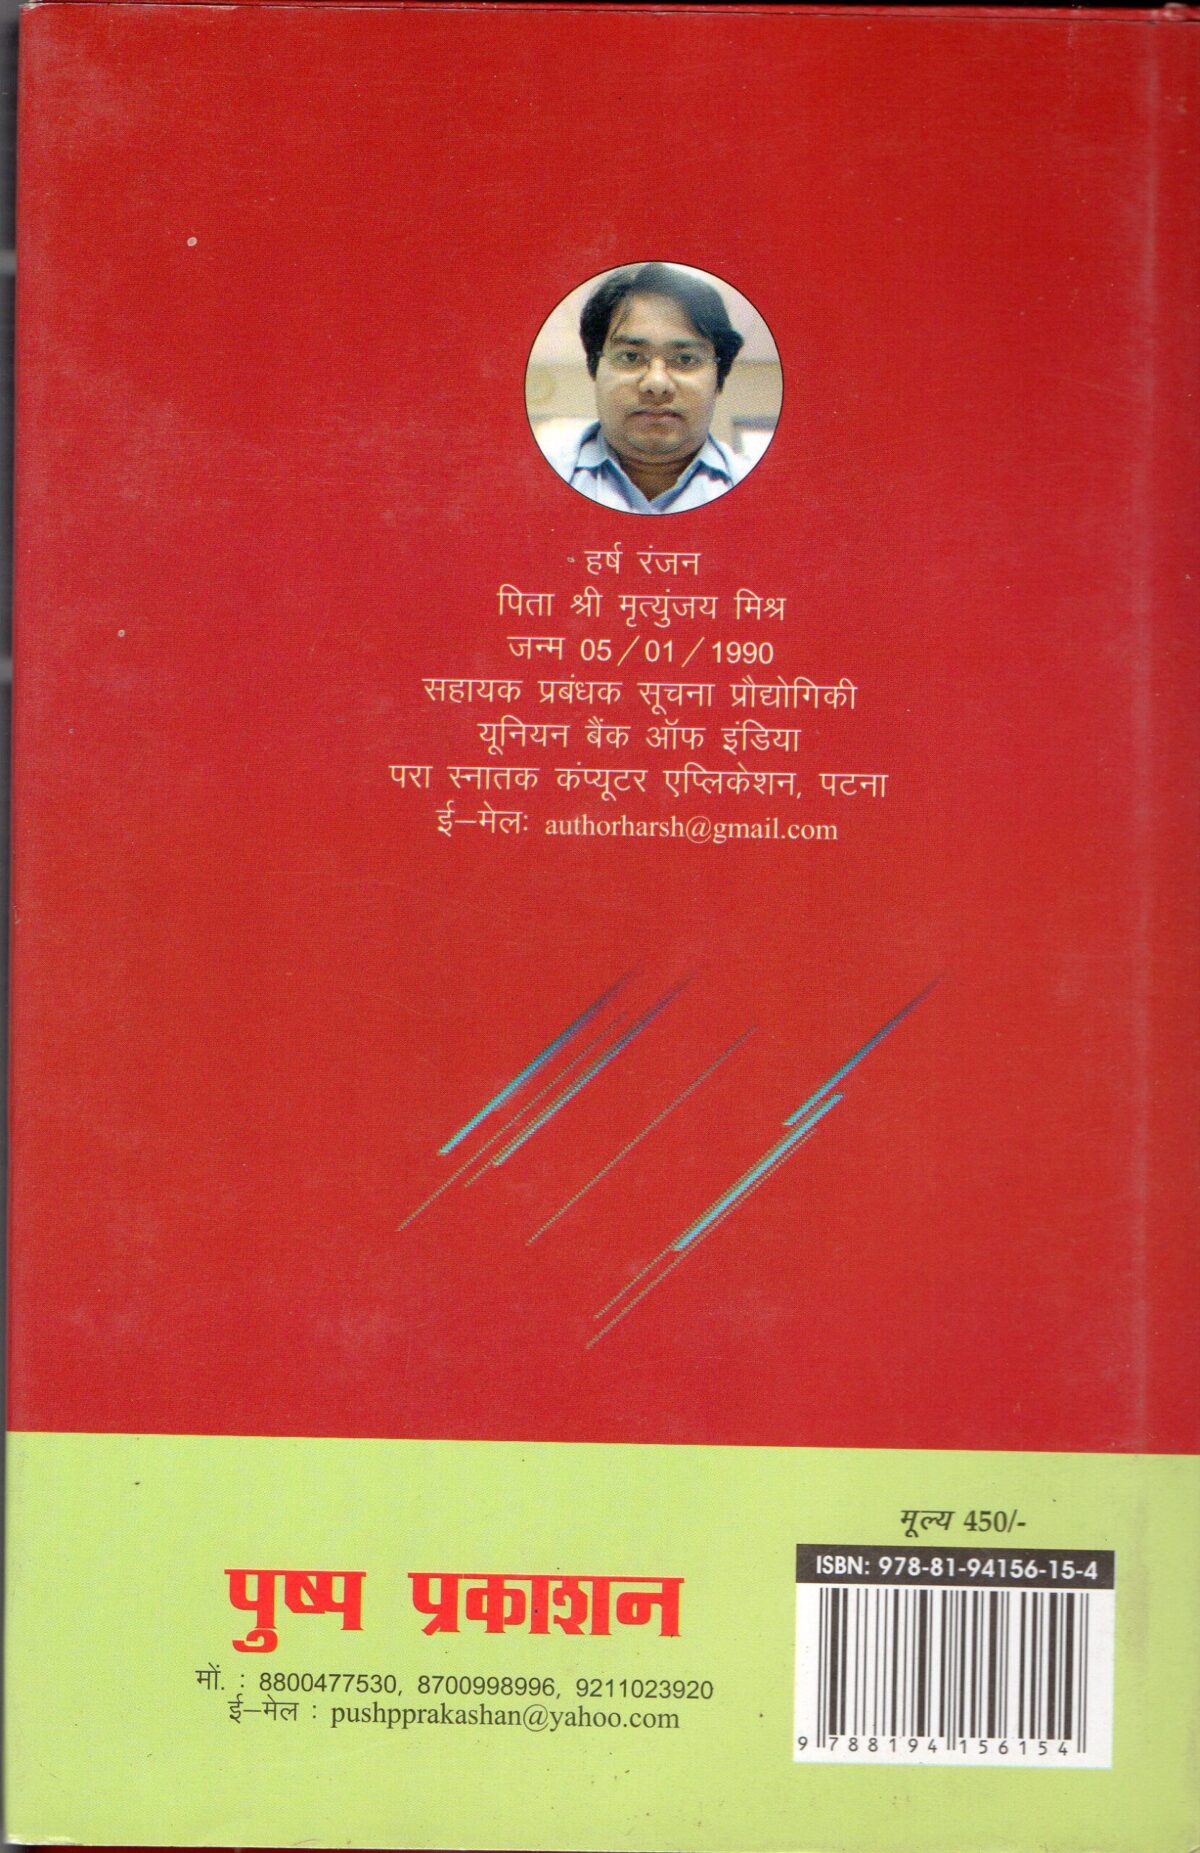 हर्ष रंजन
पिता श्री मृत्युंजय मिश्र
जन्म 05/01/1990
सहायक प्रबंधक सूचना प्रौद्योगिकी
यूनियन बैंक ऑफ इंडिया
परा स्नातक कंप्यूटर एप्लिकेशन, पटना
ई–मेलः authorharsh@gmail.com
मूल्य 450/-
ISBN: 978-81-94156-15-4
9 788194 156154
पुष्प प्रकाशन
मों. : 8800477530, 8700998996, 9211023920
ई–मेल : pushpprakashan@yahoo.com